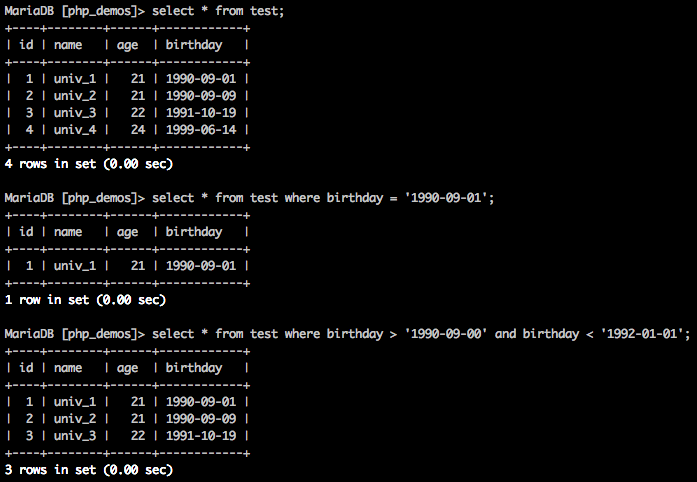 MariaDB [php_demos]> select * from test;
+----+--------+------+------------+
| id | name   | age  | birthday   |
+----+--------+------+------------+
|  1 | univ_1 |   21 | 1990-09-01 |
|  2 | univ_2 |   21 | 1990-09-09 |
|  3 | univ_3 |   22 | 1991-10-19 |
|  4 | univ_4 |   24 | 1999-06-14 |
+----+--------+------+------------+
4 rows in set (0.00 sec)

MariaDB [php_demos]> select * from test where birthday = '1990-09-01';
+----+--------+------+------------+
| id | name   | age  | birthday   |
+----+--------+------+------------+
|  1 | univ_1 |   21 | 1990-09-01 |
+----+--------+------+------------+
1 row in set (0.00 sec)

MariaDB [php_demos]> select * from test where birthday > '1990-09-00' and birthday < '1992-01-01';
+----+--------+------+------------+
| id | name   | age  | birthday   |
+----+--------+------+------------+
|  1 | univ_1 |   21 | 1990-09-01 |
|  2 | univ_2 |   21 | 1990-09-09 |
|  3 | univ_3 |   22 | 1991-10-19 |
+----+--------+------+------------+
3 rows in set (0.00 sec)